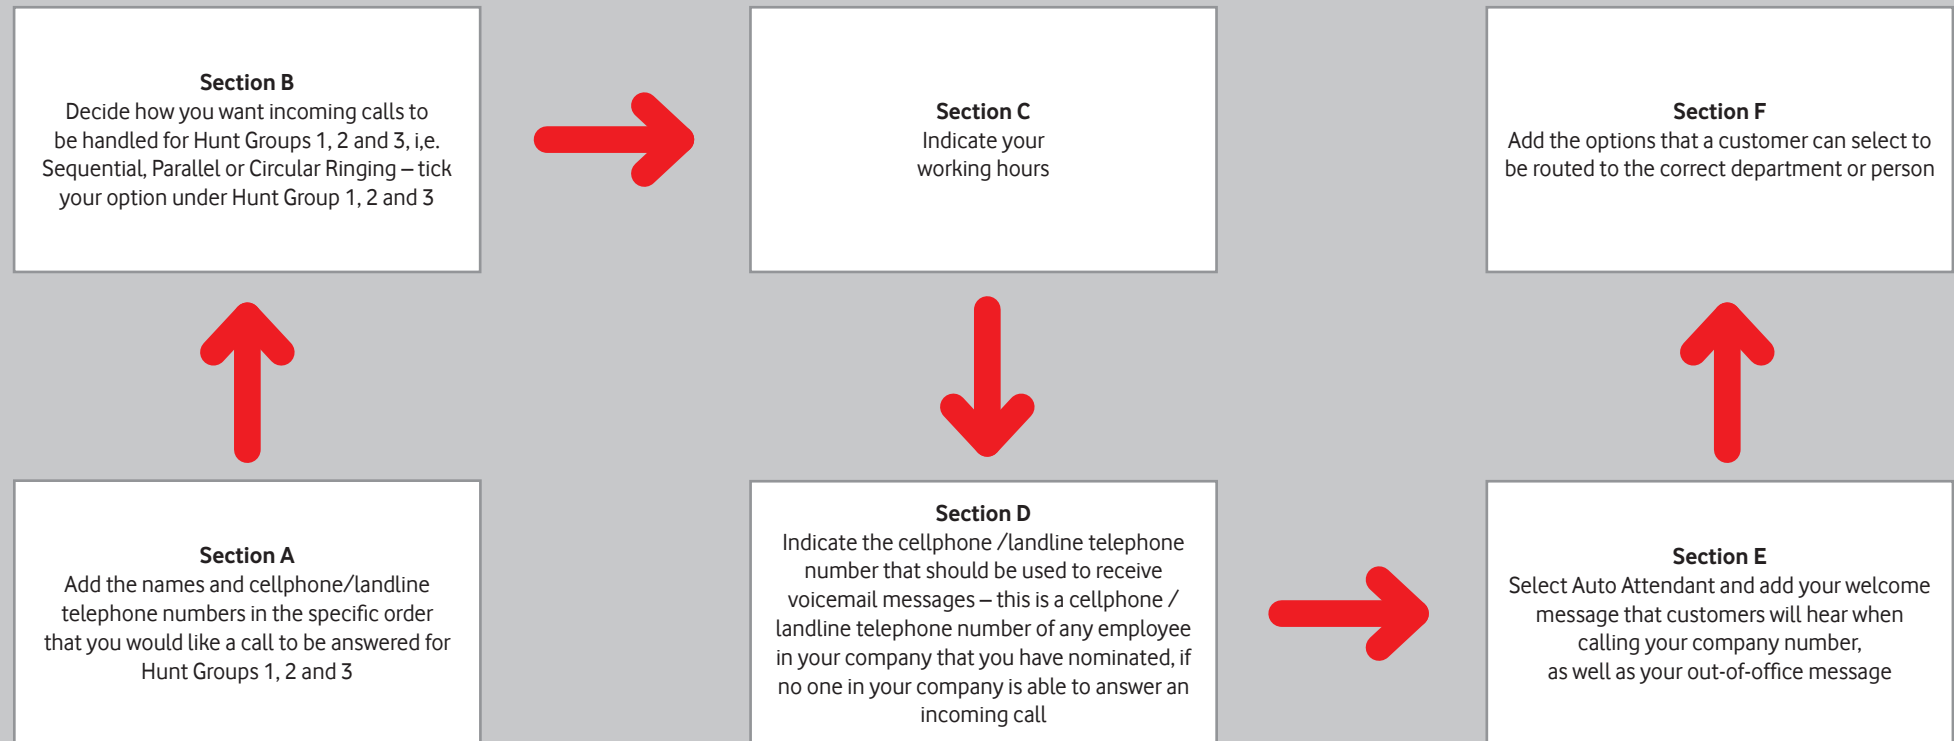 Section B
Decide how you want incoming calls to
be handled for Hunt Groups 1, 2 and 3, i,e.
Sequential, Parallel or Circular Ringing – tick
your option under Hunt Group 1, 2 and 3
Section C
Indicate your
working hours
Section F
Add the options that a customer can select to
be routed to the correct department or person
Section A
Add the names and cellphone/landline
telephone numbers in the specific order
that you would like a call to be answered for
Hunt Groups 1, 2 and 3
Section D
Indicate the cellphone /landline telephone
number that should be used to receive
voicemail messages – this is a cellphone /
landline telephone number of any employee
in your company that you have nominated, if
no one in your company is able to answer an
incoming call
Section E
Select Auto Attendant and add your welcome
message that customers will hear when
calling your company number,
as well as your out-of-office message